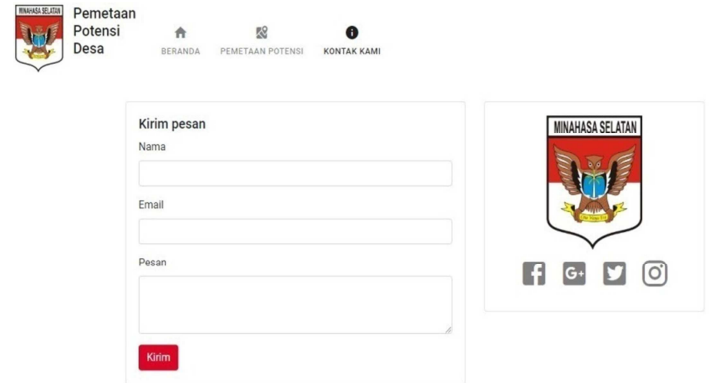 MINAHASA SELATAN
Pemetaan
Potensi
Desa
BERANDA
PEMETAAN POTENSI
KONTAK KAMI
Kirim pesan
Nama
Email
Pesan
Kirim
MINAHASA SELATAN
G+